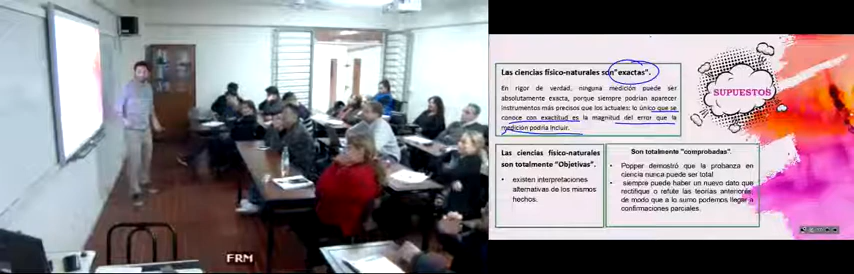 Las ciencias físico-naturales son "exactas".
En rigor de verdad, ninguna medición puede ser
absolutamente exacta, porque siempre podrían aparecer
instrumentos más precisos que los actuales: lo único que se
conoce con exactitud es la magnitud del error que la
medición podría incluir.
SUPUESTOS
Las ciencias físico-naturales
son totalmente "Objetivas".
• existen interpretaciones
alternativas de los mismos
hechos.
Son totalmente "comprobadas".
• Popper demostró que la probanza en
ciencia nunca puede ser total
• siempre puede haber un nuevo dato que
rectifique o refute las teorías anteriores,
de modo que a lo sumo podemos llegar a
confirmaciones parciales.
FRM